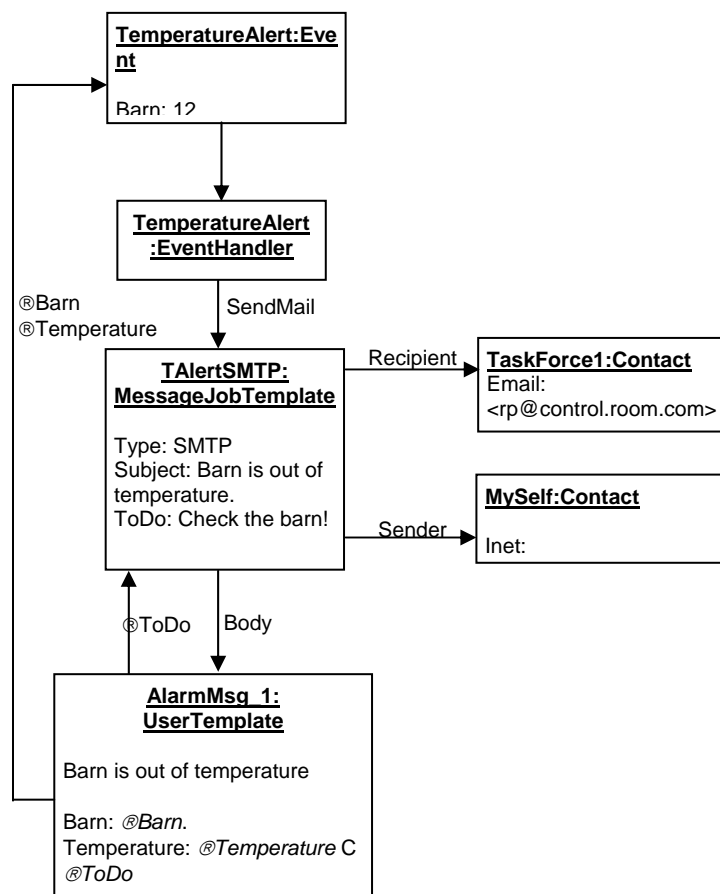 TemperatureAlert:Eve
nt
Barn: 12
TemperatureAlert
:EventHandler
®Barn
®Temperature
SendMail
TAlertSMTP:
MessageJobTemplate
Type: SMTP
Subject: Barn is out of
temperature.
ToDo: Check the barn!
Recipient
TaskForce1:Contact
Email:
<rp@control.room.com>
Sender
MySelf:Contact
Inet:
®ToDo
Body
AlarmMsg_1:
UserTemplate
Barn is out of temperature
Barn: ®Barn.
Temperature: ®Temperature C
®ToDo